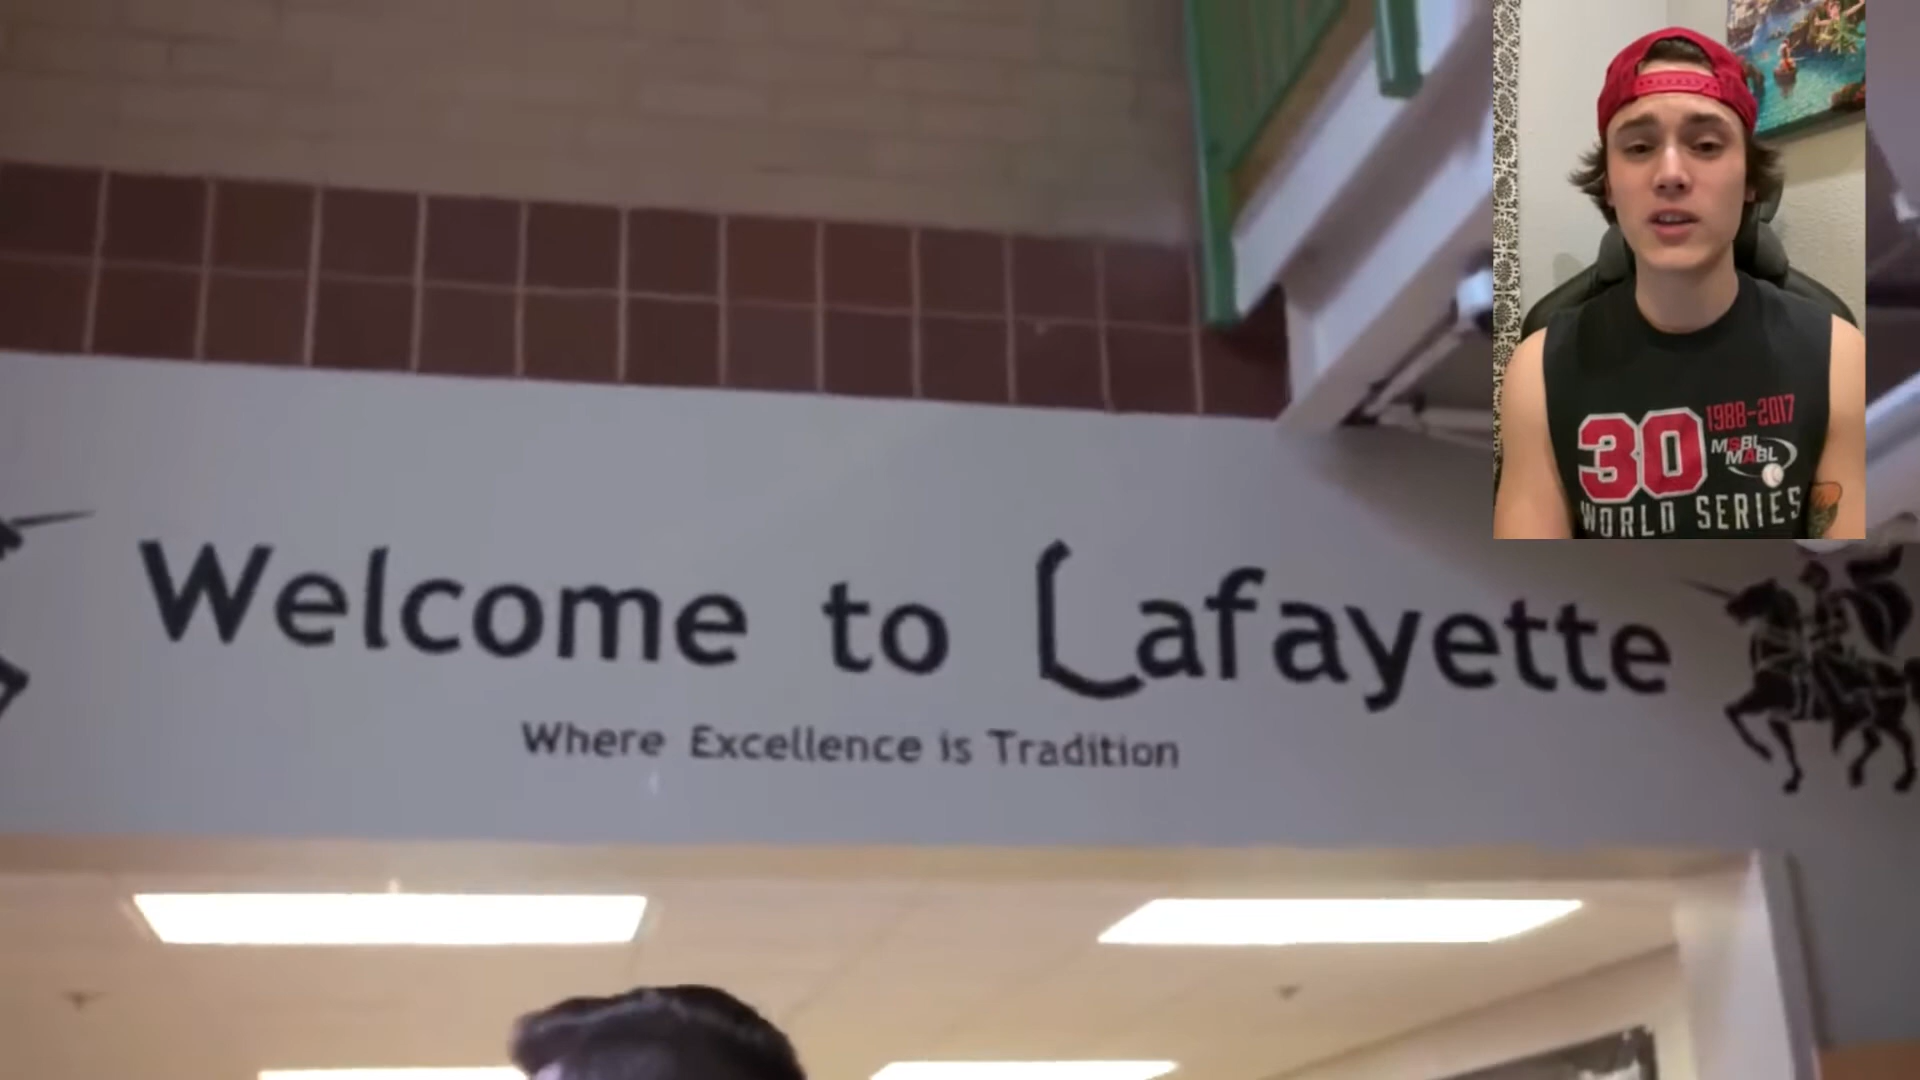 Welcome to Lafayette
Where Excellence is Tradition
30 1988-2017
MSBL
MABL
WORLD SERIES